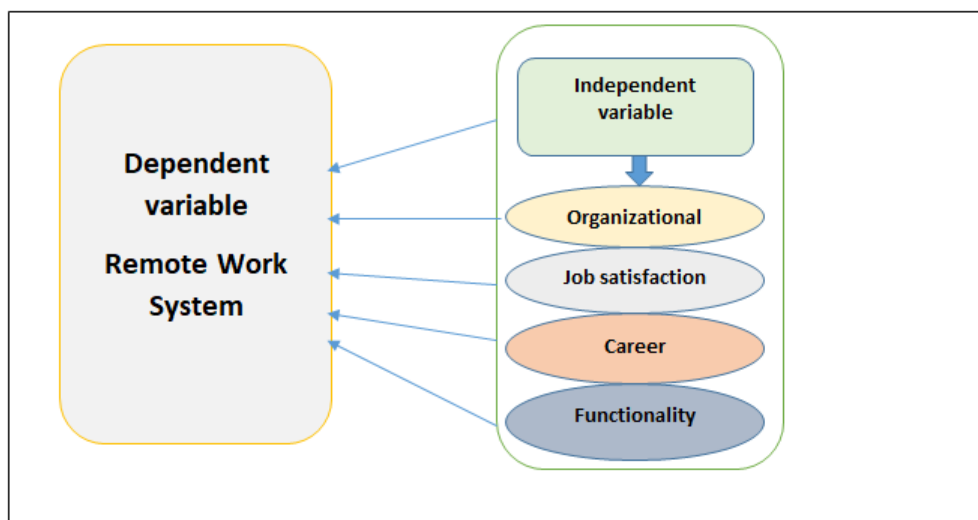 Dependent
variable
Remote Work
System
Independent
variable
Organizational
Job satisfaction
Career
Functionality